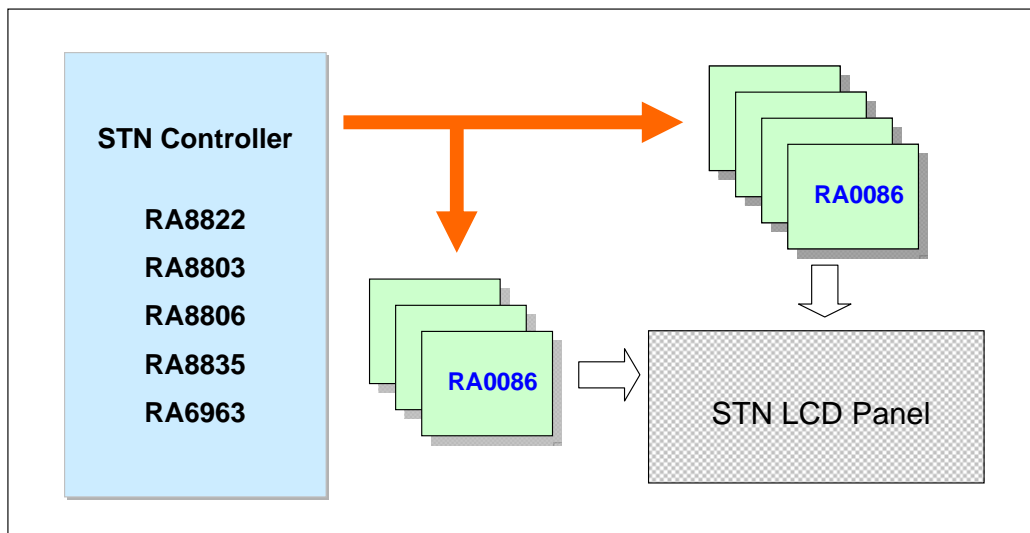 STN Controller
RA8822
RA8803
RA8806
RA8835
RA6963
RA0086
RA0086
STN LCD Panel